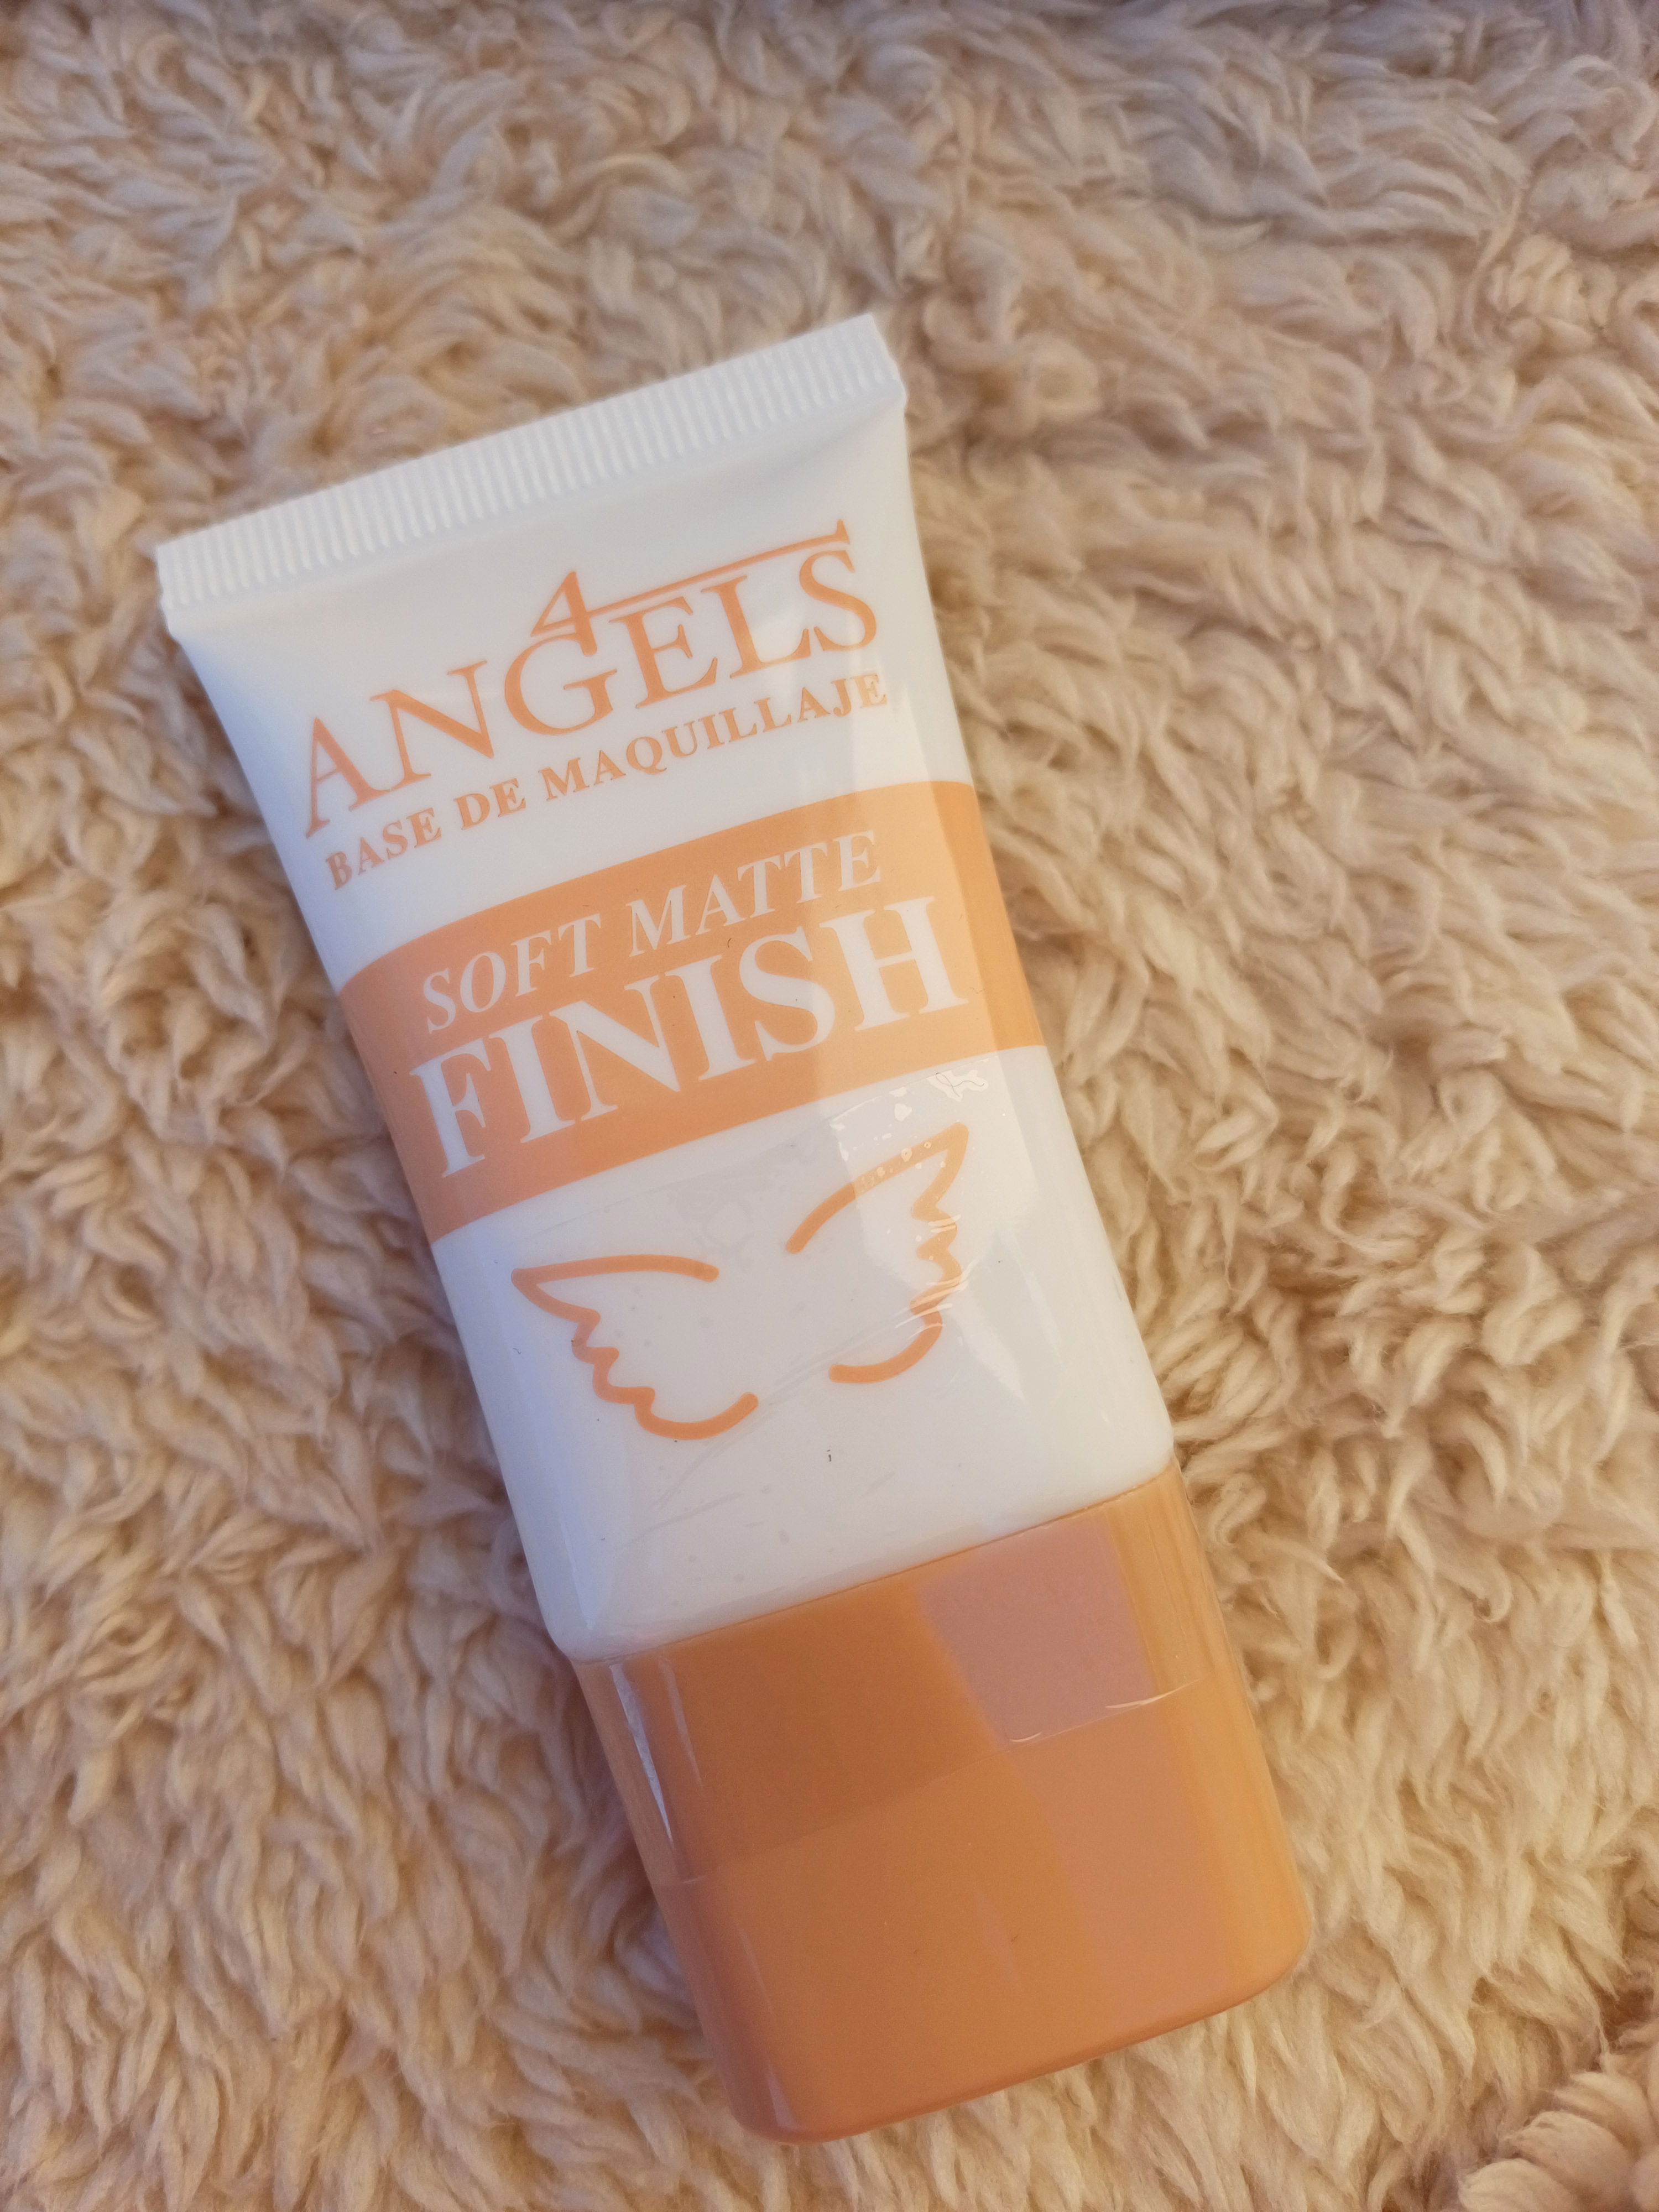 4
ANGELS
BASE DE MAQUILLAJE
SOFT MATTE
FINISH